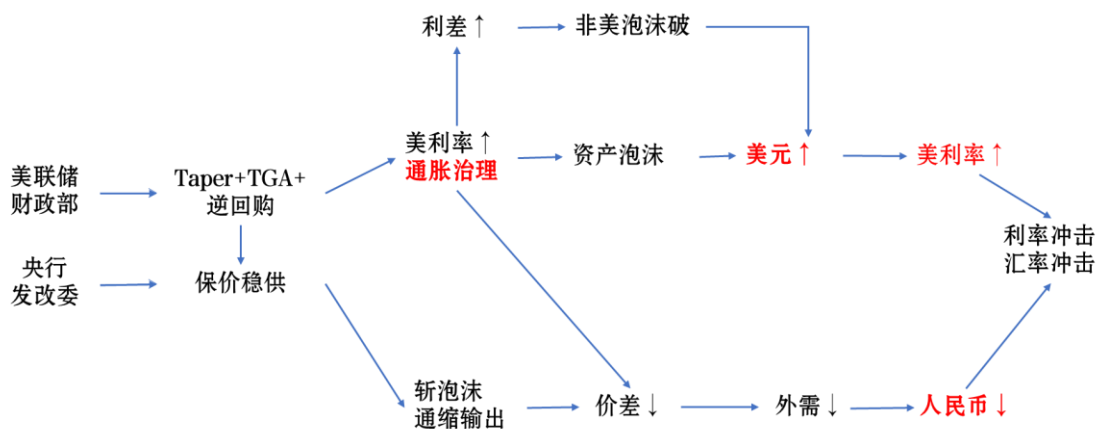 利差↑
非美泡沫破
美利率↑
通胀治理
资产泡沫
美元↑
美利率↑
美联储
财政部
Taper+TGA+
逆回购
利率冲击
汇率冲击
央行
发改委
保价稳供
斩泡沫
通缩输出
价差↓
外需↓
人民币↓